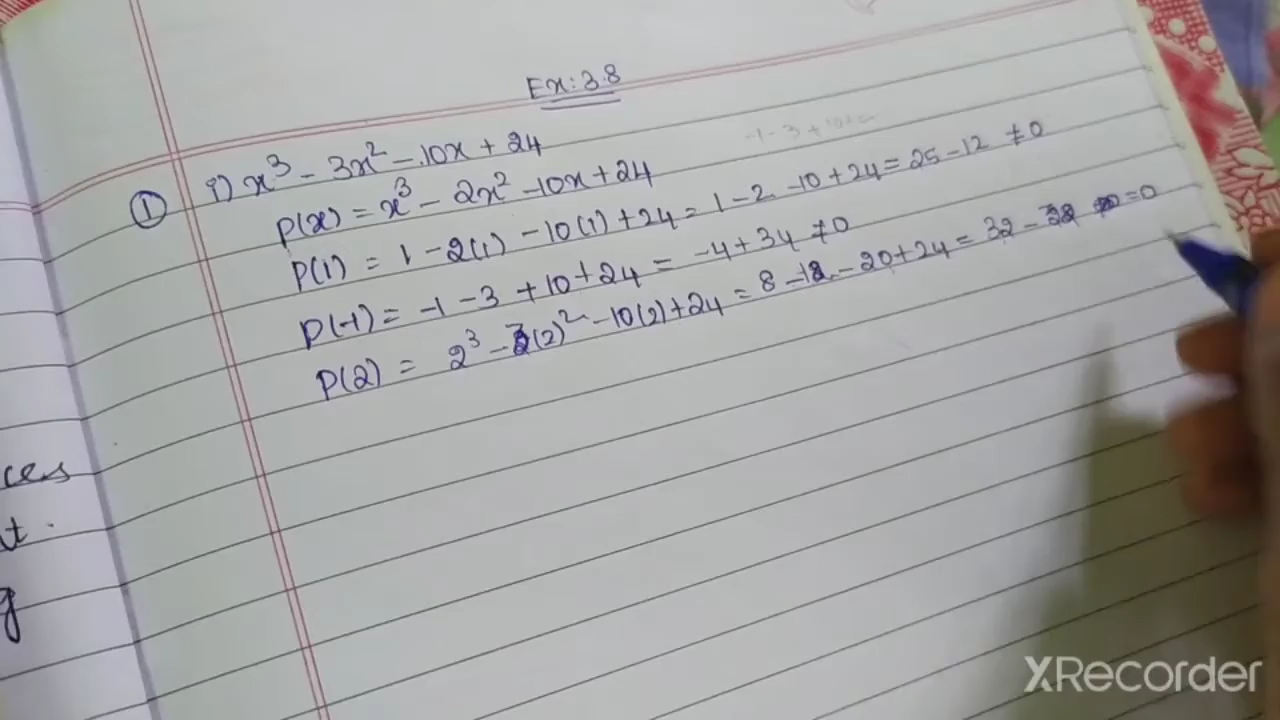 Ex: 3.8
① i) x³ - 3x² - 10x + 24
p(x) = x³ - 2x² - 10x + 24
p(1) = 1 - 2(1) - 10(1) + 24 = 1 - 2 - 10 + 24 = 25 - 12 ≠ 0
p(-1) = -1 - 3 + 10 + 24 = -4 + 34 ≠ 0
p(2) = 2³ - 3(2)² - 10(2) + 24 = 8 - 12 - 20 + 24 = 32 - 32 = 0
ces
t.
g
XRecorder